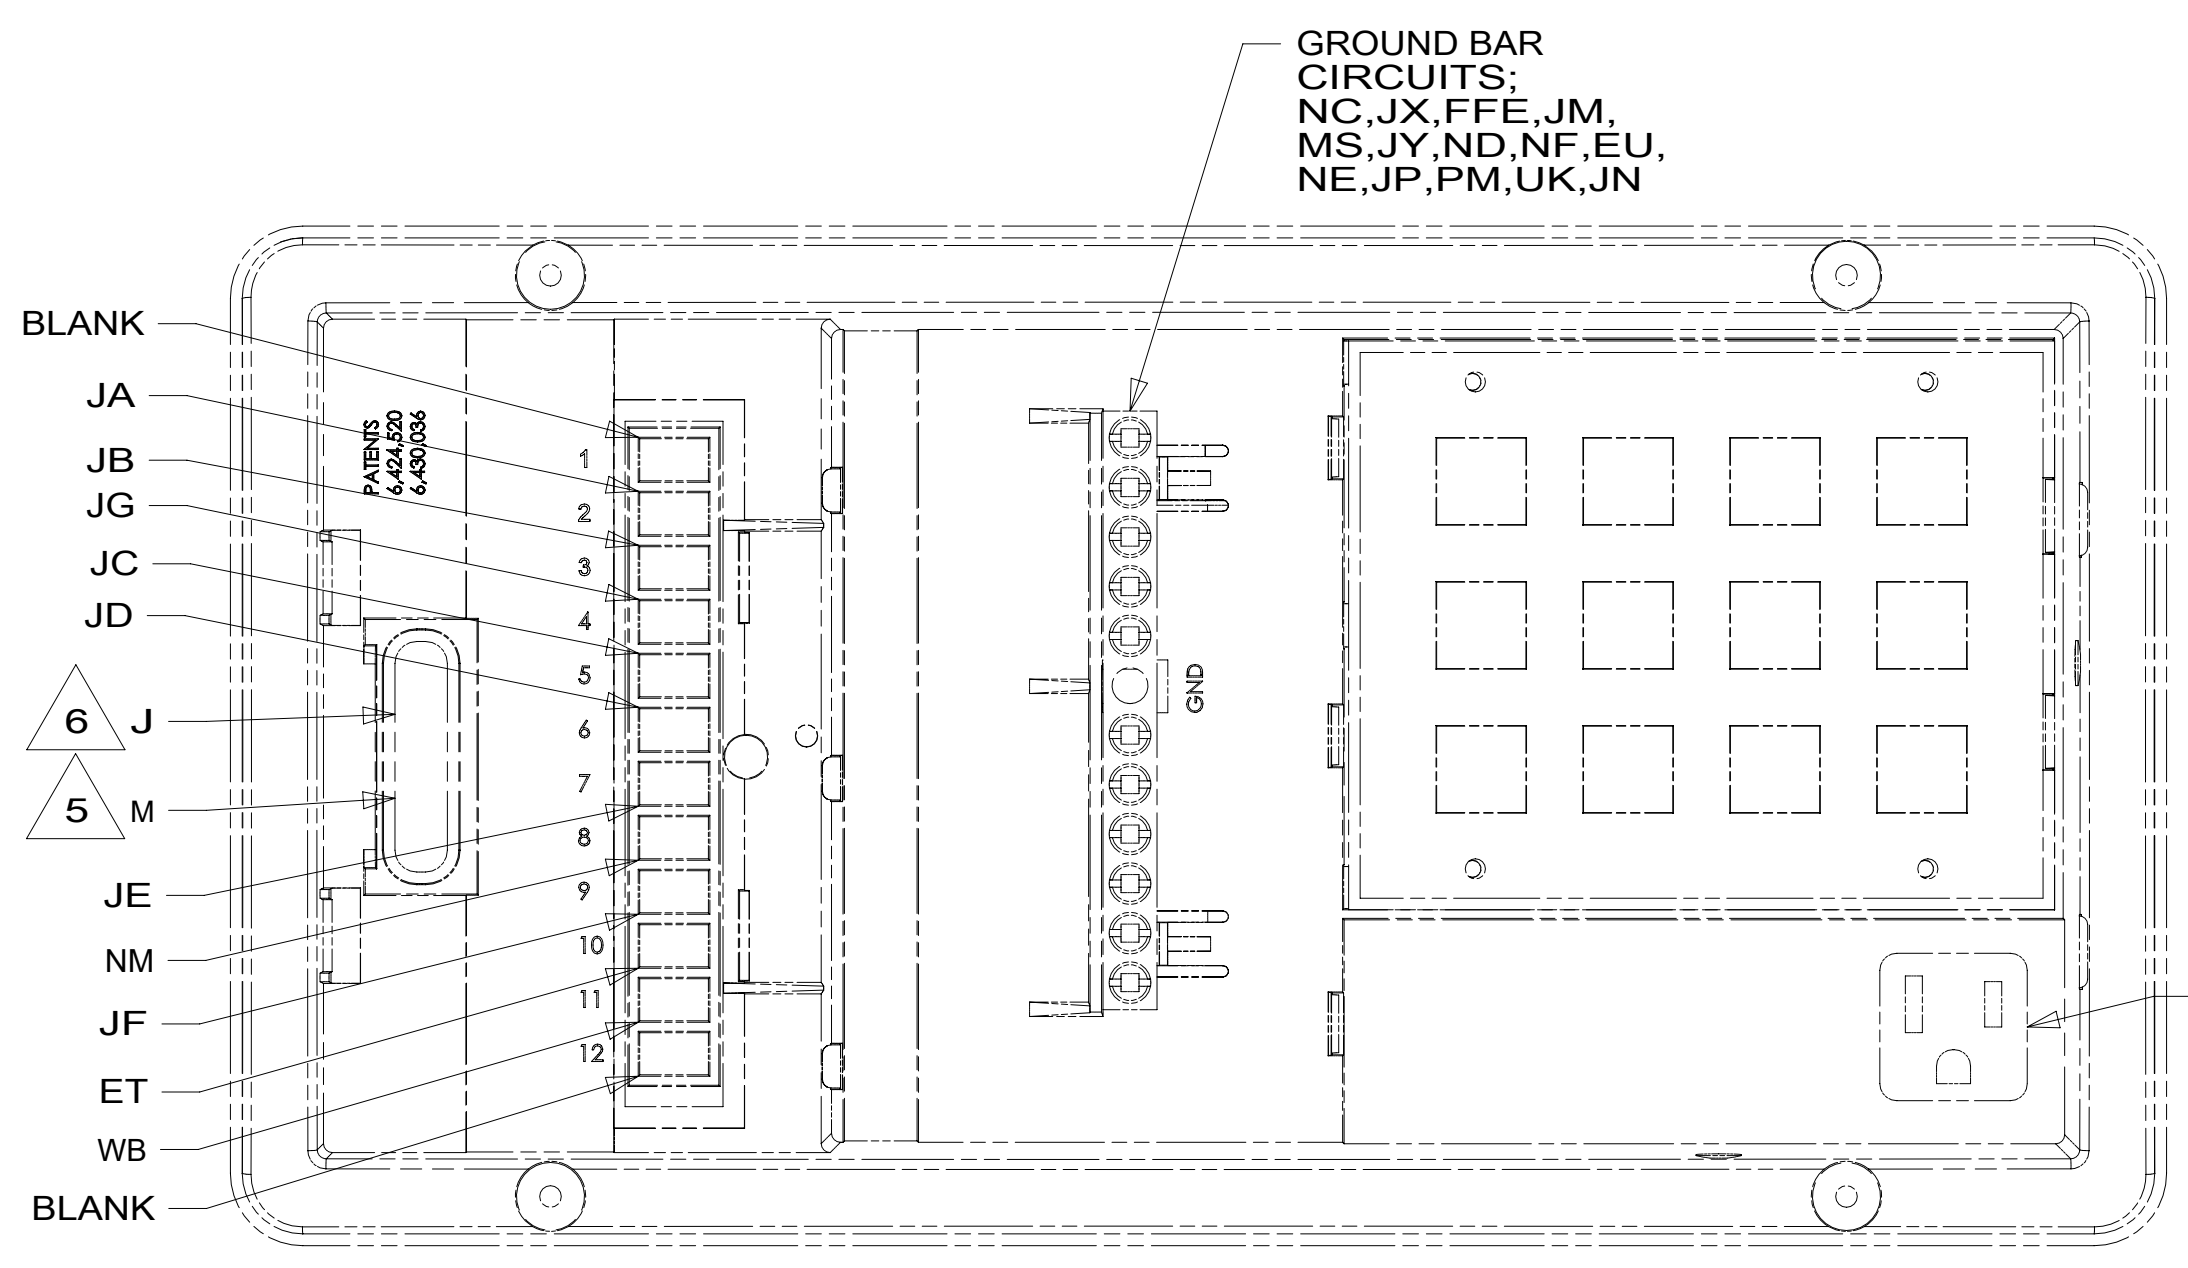 GROUND BAR
CIRCUITS;
NC,JX,FFE,JM,
MS,JY,ND,NF,EU,
NE,JP,PM,UK,JN
BLANK
JA
JB
JG
JC
JD
6 J
5 M
JE
NM
JF
ET
WB
BLANK
PATENTS
6,424,520
6,430,036
1
2
3
4
5
6
7
8
9
10
11
12
GND